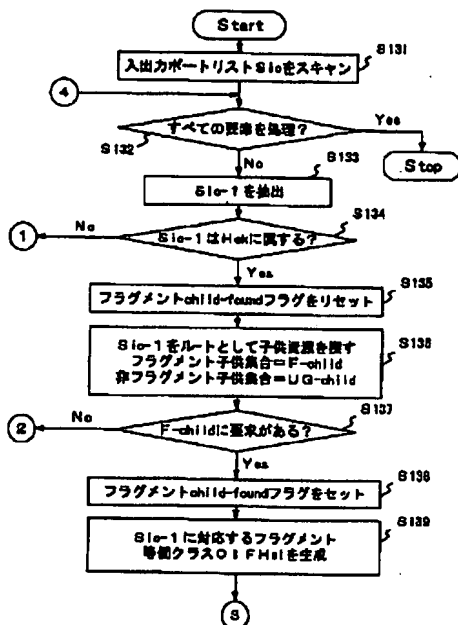 Start
S131
入出力ポートリストSioをスキャン
4
すべての要素を処理?
Yes
S132
No
S133
Stop
Sio-1を抽出
S134
No
1
Sio-1はHskに属する?
Yes
S135
フラグメントchild-foundフラグをリセット
S136
Sio-1をルートとして子供資源を探す
フラグメント子供集合=F-child
非フラグメント子供集合=UG-child
S137
No
2
F-childに要素がある?
Yes
S138
フラグメントchild-foundフラグをセット
S139
Sio-1に対応するフラグメント
等価クラス
を生成